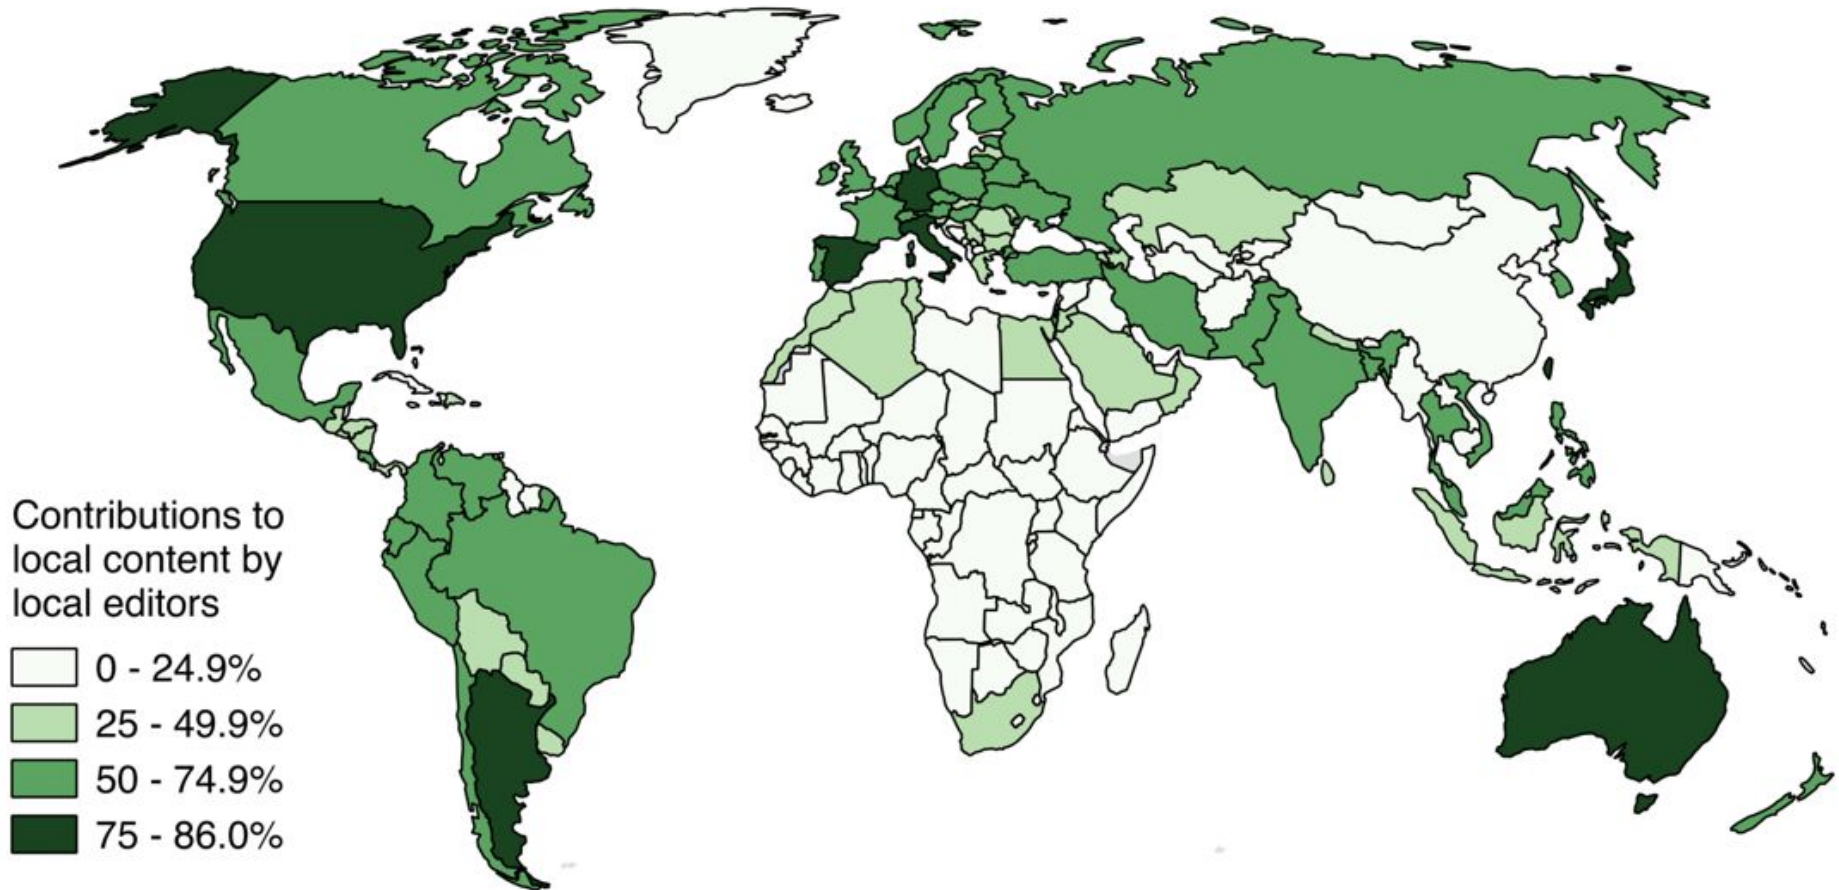 Contributions to
local content by
local editors
0 - 24.9%
25 - 49.9%
50 - 74.9%
75 - 86.0%